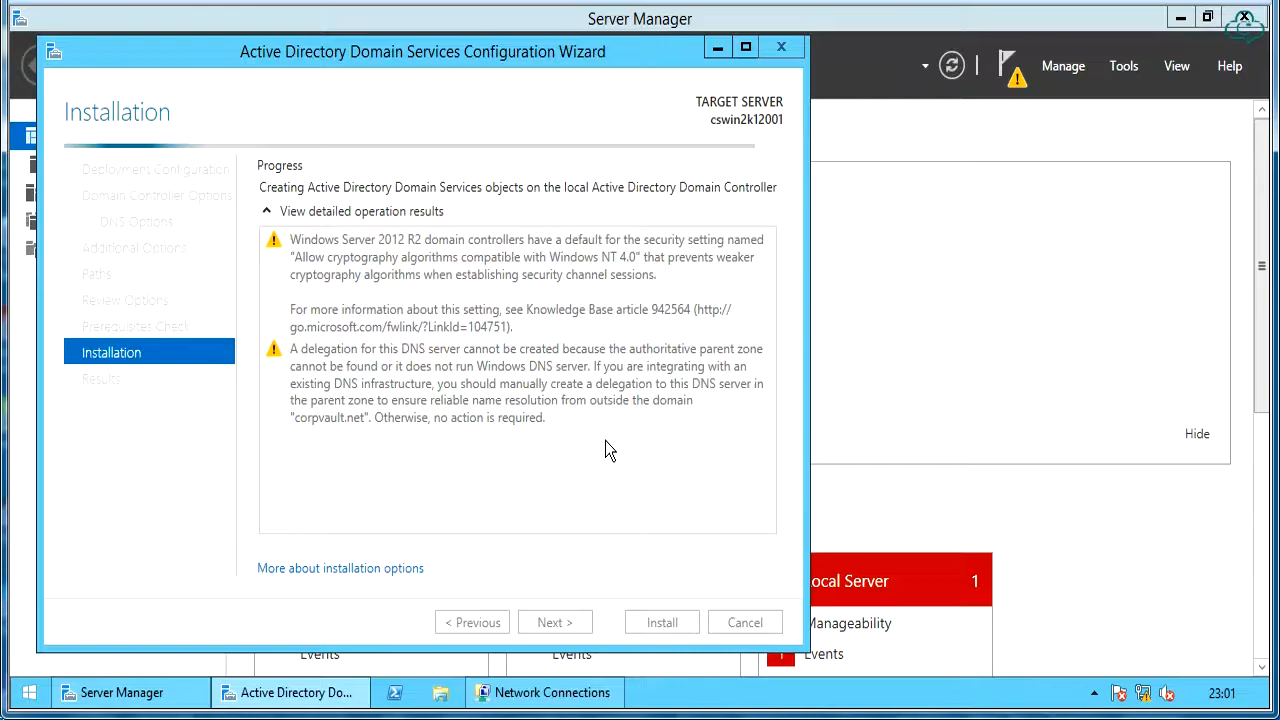 Server Manager
Active Directory Domain Services Configuration Wizard
Manage
Tools
View
Help
Installation
TARGET SERVER
cswin2k12001
Deployment Configuration
Domain Controller Options
DNS Options
Additional Options
Paths
Review Options
Prerequisites Check
Installation
Results
Progress
Creating Active Directory Domain Services objects on the local Active Directory Domain Controller
View detailed operation results
Windows Server 2012 R2 domain controllers have a default for the security setting named
"Allow cryptography algorithms compatible with Windows NT 4.0" that prevents weaker
cryptography algorithms when establishing security channel sessions.
For more information about this setting, see Knowledge Base article 942564 (http://
go.microsoft.com/fwlink/?LinkId=104751).
A delegation for this DNS server cannot be created because the authoritative parent zone
cannot be found or it does not run Windows DNS server. If you are integrating with an
existing DNS infrastructure, you should manually create a delegation to this DNS server in
the parent zone to ensure reliable name resolution from outside the domain
"corpvault.net". Otherwise, no action is required.
More about installation options
< Previous
Next >
Install
Cancel
Hide
ocal Server
1
Manageability
Events
Events
1
Events
Server Manager
Active Directory Do...
Network Connections
23:01